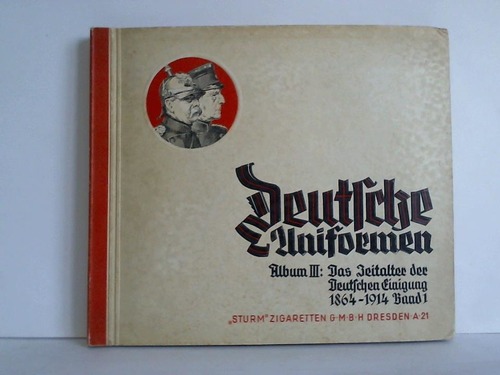 Deutsche
Uniformen
Album III: Das Zeitalter der
Deutschen Einigung
1864-1914 Band 1
„STURM" ZIGARETTEN G·M·B·H DRESDEN·A·21